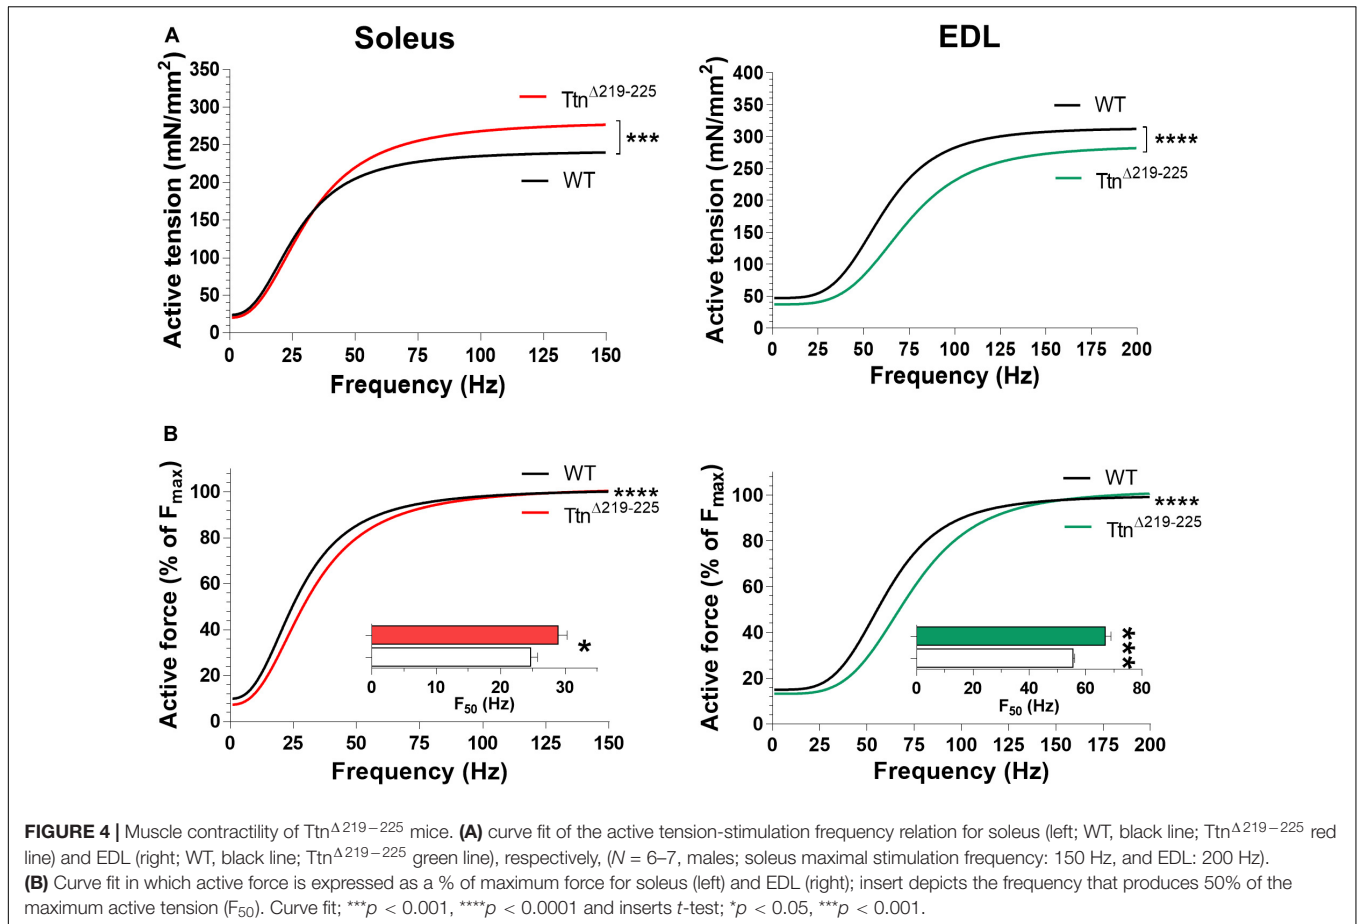 A
Soleus
EDL
Active tension (mN/mm²)
350
300
250
200
150
100
50
0
Ttn^Δ219-225
***
WT
0 25 50 75 100 125 150
Frequency (Hz)
Active tension (mN/mm²)
400
350
300
250
200
150
100
50
0
WT
****
Ttn^Δ219-225
0 25 50 75 100 125 150 175 200
Frequency (Hz)
B
Active force (% of Fmax)
100
80
60
40
20
0
WT
****
Ttn^Δ219-225
*
0 10 20 30
F50 (Hz)
0 25 50 75 100 125 150
Frequency (Hz)
Active force (% of Fmax)
100
80
60
40
20
0
WT
****
Ttn^Δ219-225
***
0 20 40 60 80
F50 (Hz)
0 25 50 75 100 125 150 175 200
Frequency (Hz)
FIGURE 4 | Muscle contractility of Ttn^Δ219−225 mice. (A) curve fit of the active tension-stimulation frequency relation for soleus (left; WT, black line; Ttn^Δ219−225 red
line) and EDL (right; WT, black line; Ttn^Δ219−225 green line), respectively, (N = 6–7, males; soleus maximal stimulation frequency: 150 Hz, and EDL: 200 Hz).
(B) Curve fit in which active force is expressed as a % of maximum force for soleus (left) and EDL (right); insert depicts the frequency that produces 50% of the
maximum active tension (F50). Curve fit; ***p < 0.001, ****p < 0.0001 and inserts t-test; *p < 0.05, ***p < 0.001.